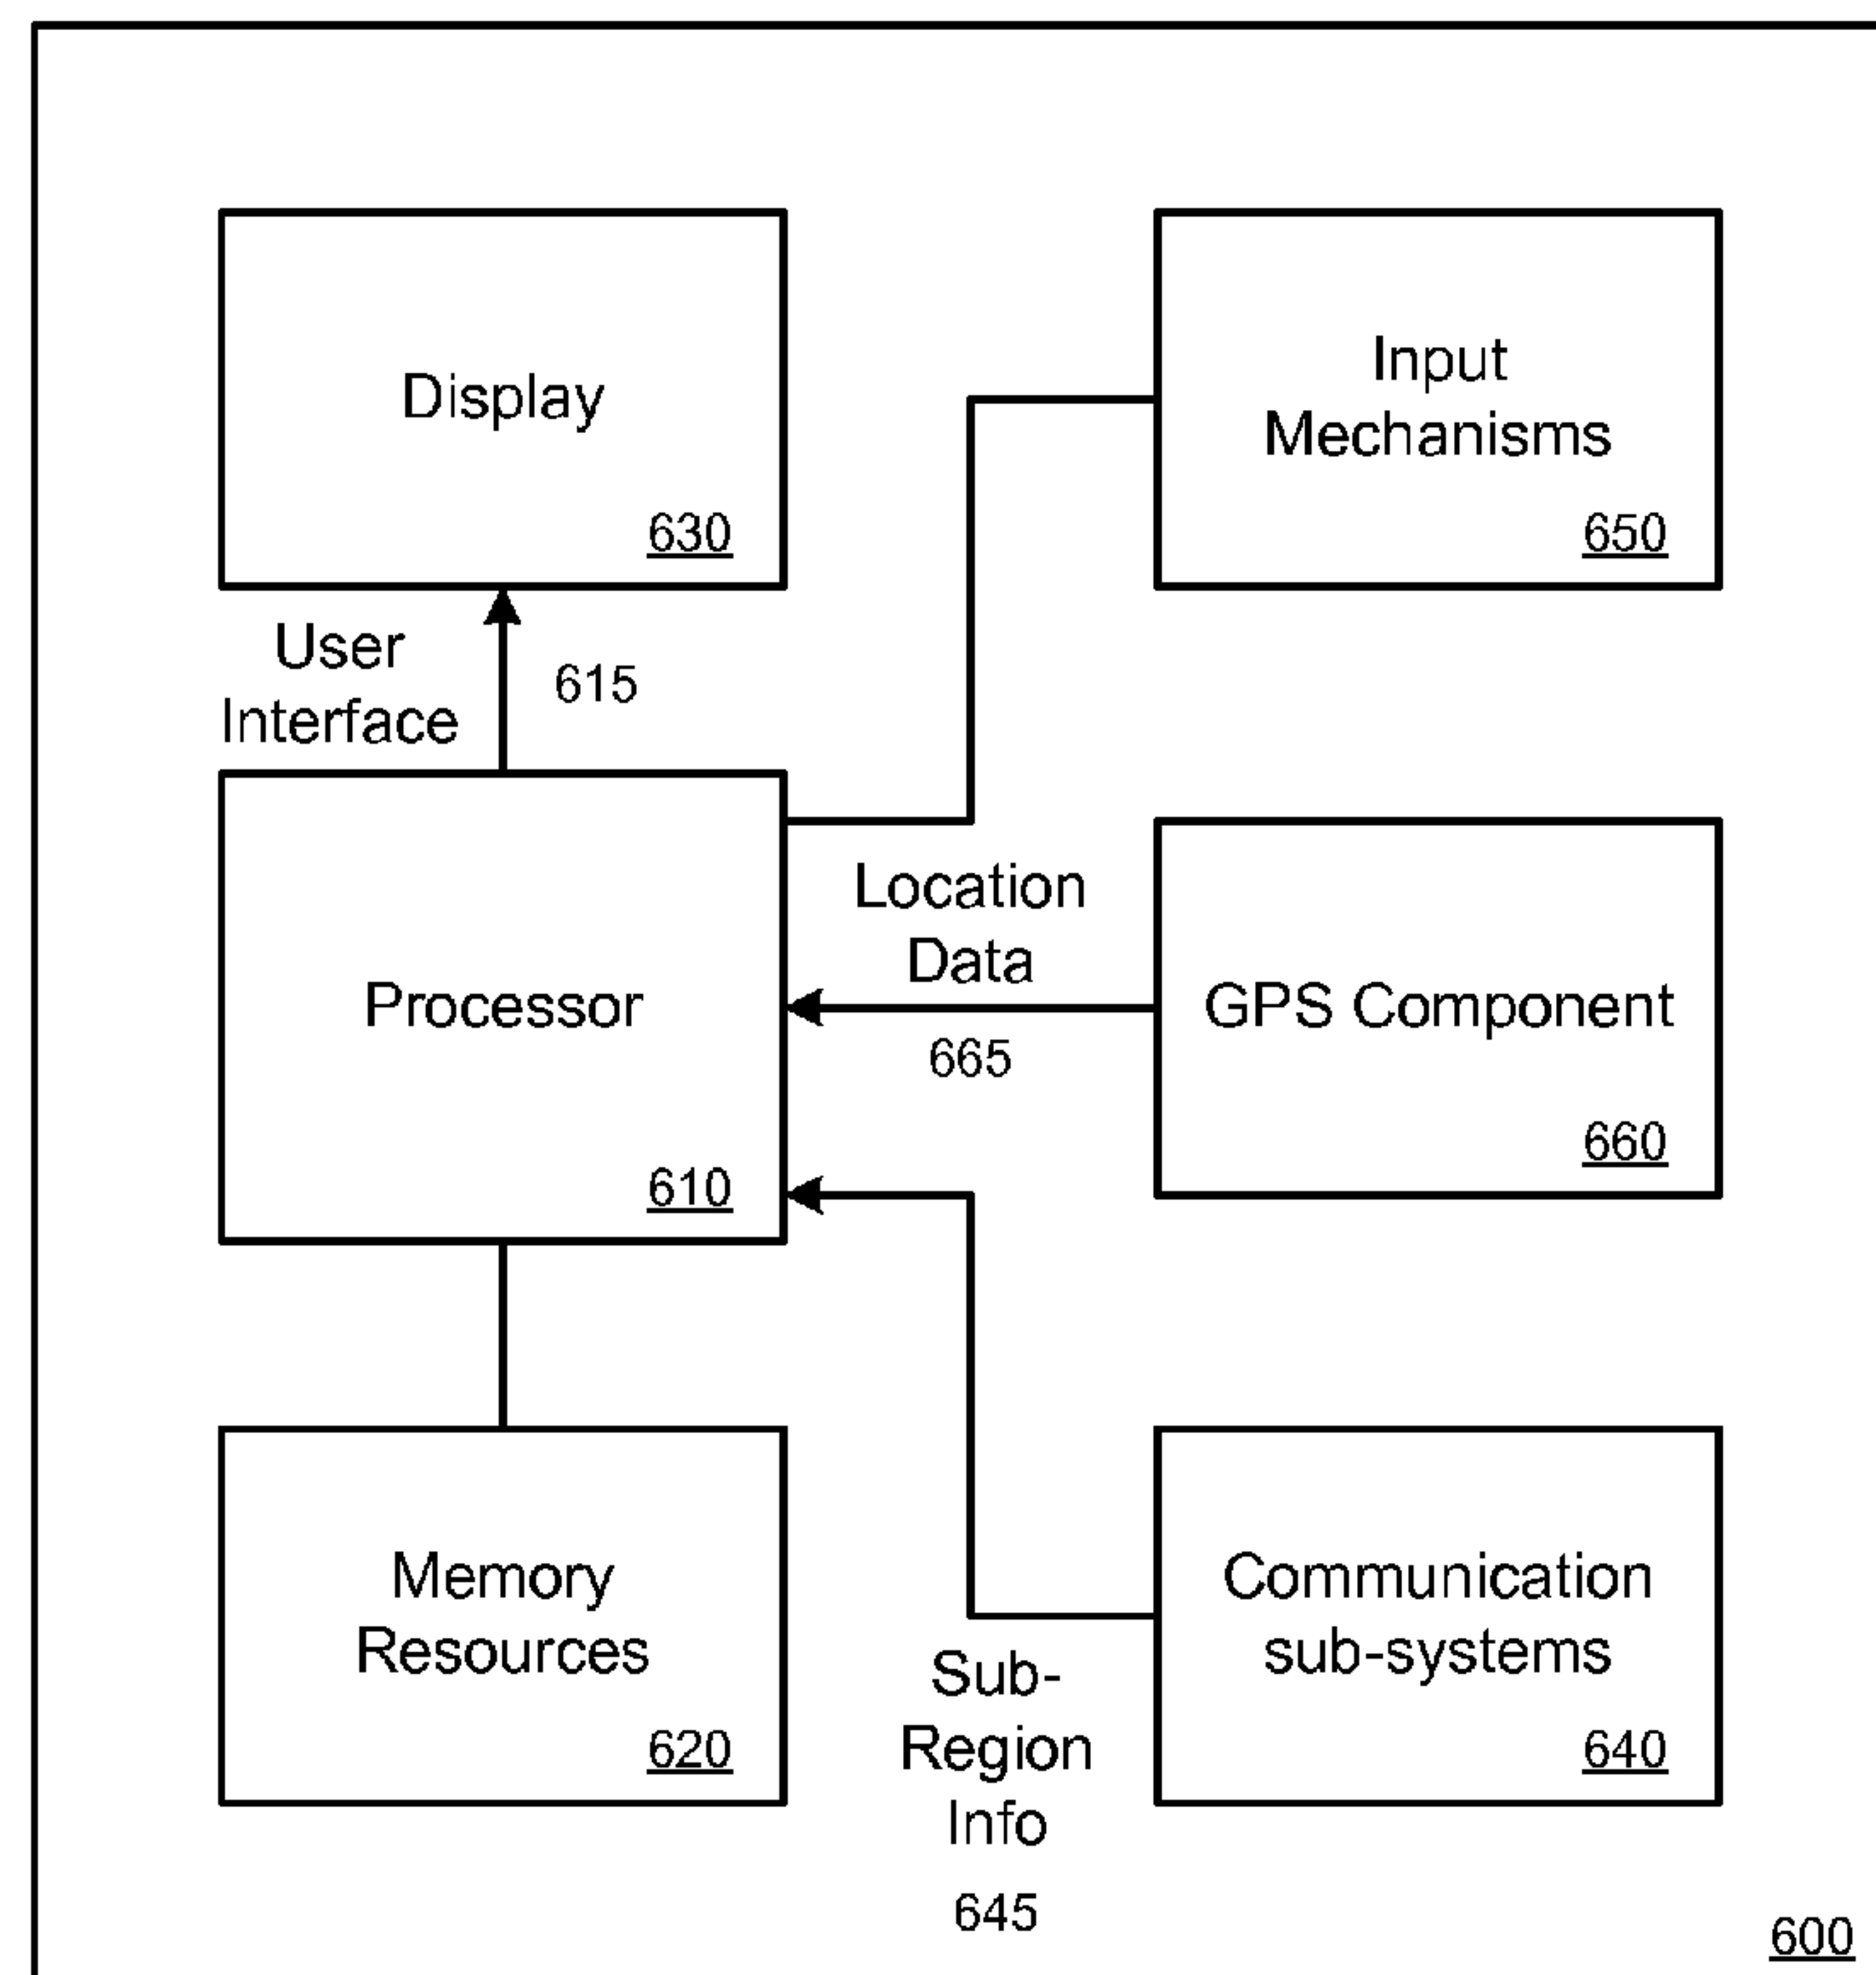 Display
630
Input
Mechanisms
650
User
Interface
615
Processor
610
Location
Data
665
GPS Component
660
Memory
Resources
620
Communication
sub-systems
640
Sub-
Region
Info
645
600